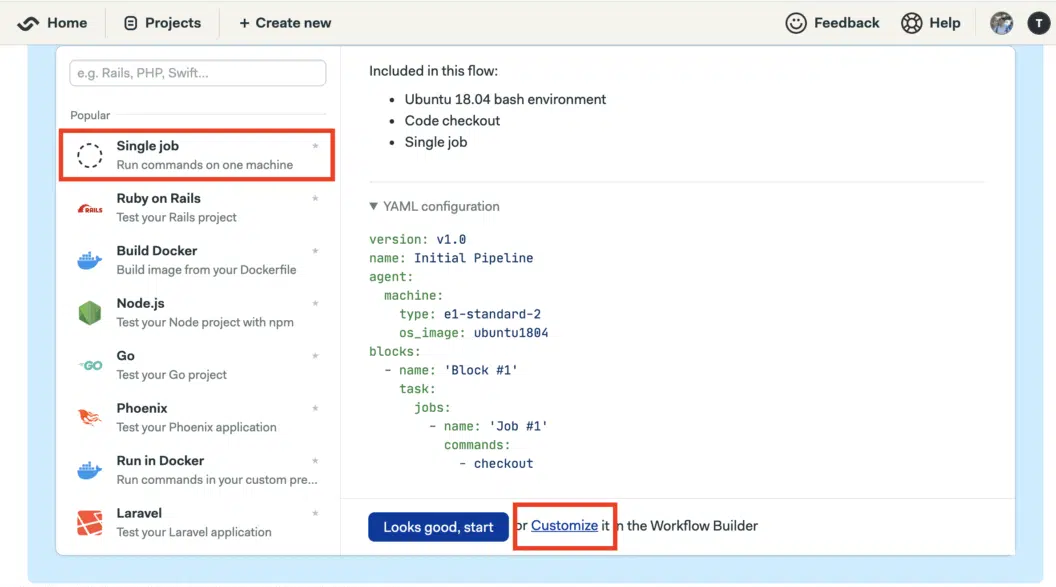 Home Projects + Create new Feedback Help T
e.g. Rails, PHP, Swift...
Popular
Single job *
Run commands on one machine
RAILS
Ruby on Rails *
Test your Rails project
Build Docker *
Build image from your Dockerfile
Node.js *
Test your Node project with npm
GO
Go *
Test your Go project
Phoenix *
Test your Phoenix application
Run in Docker *
Run commands in your custom pre...
Laravel *
Test your Laravel application
Included in this flow:
• Ubuntu 18.04 bash environment
• Code checkout
• Single job
▼ YAML configuration
version: v1.0
name: Initial Pipeline
agent:
  machine:
    type: e1-standard-2
    os_image: ubuntu1804
blocks:
  - name: 'Block #1'
    task:
      jobs:
        - name: 'Job #1'
          commands:
            - checkout
Looks good, start or Customize it in the Workflow Builder